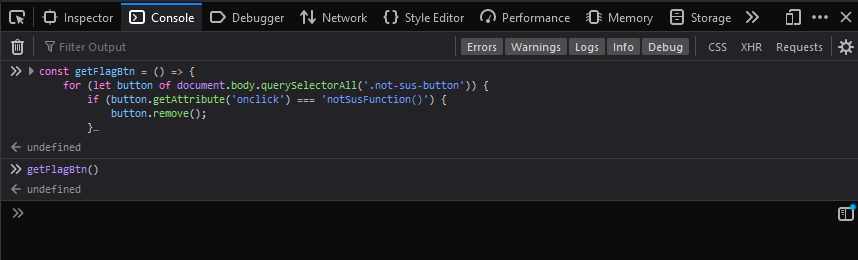 Inspector Console Debugger Network Style Editor Performance Memory Storage
Filter Output Errors Warnings Logs Info Debug CSS XHR Requests
const getFlagBtn = () => {
for (let button of document.body.querySelectorAll('.not-sus-button')) {
if (button.getAttribute('onclick') === 'notSusFunction()') {
button.remove();
}…
undefined
getFlagBtn()
undefined